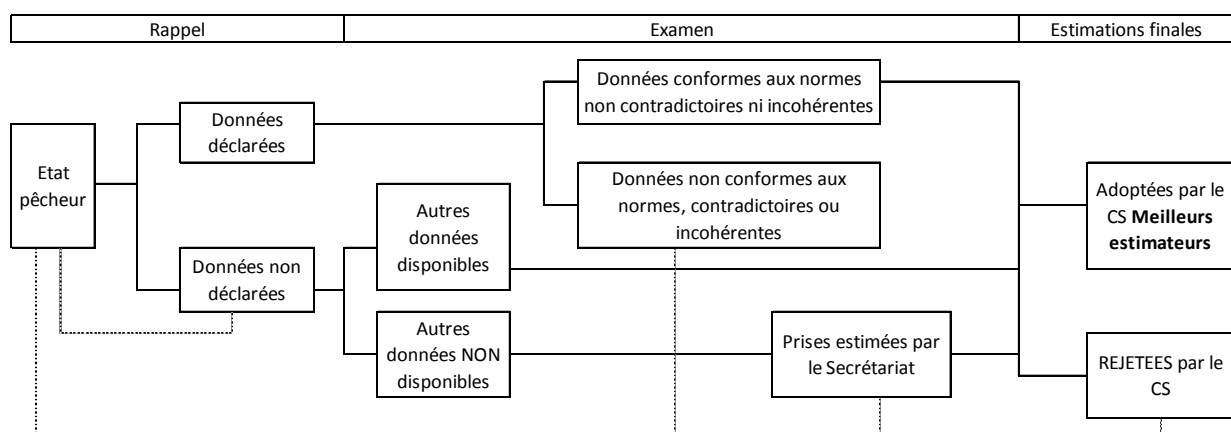 Rappel
Examen
Estimations finales
Etat
pêcheur
Données
déclarées
Données non
déclarées
Autres
données
disponibles
Autres
données NON
disponibles
Données conformes aux normes
non contradictoires ni incohérentes
Données non conformes aux
normes, contradictoires ou
incohérentes
Prises estimées par
le Secrétariat
Adoptées par le
CS Meilleurs
estimateurs
REJETEES par le
CS